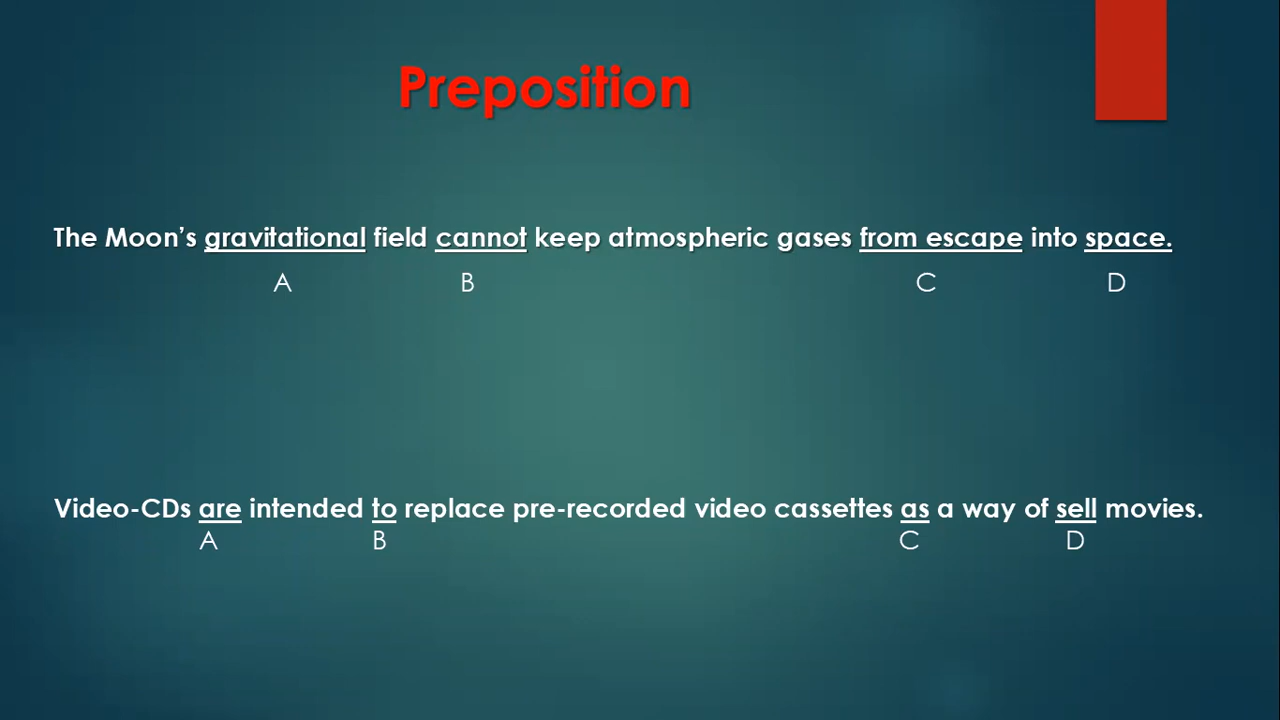 Preposition
The Moon’s gravitational field cannot keep atmospheric gases from escape into space.
A B C D
Video-CDs are intended to replace pre-recorded video cassettes as a way of sell movies.
A B C D